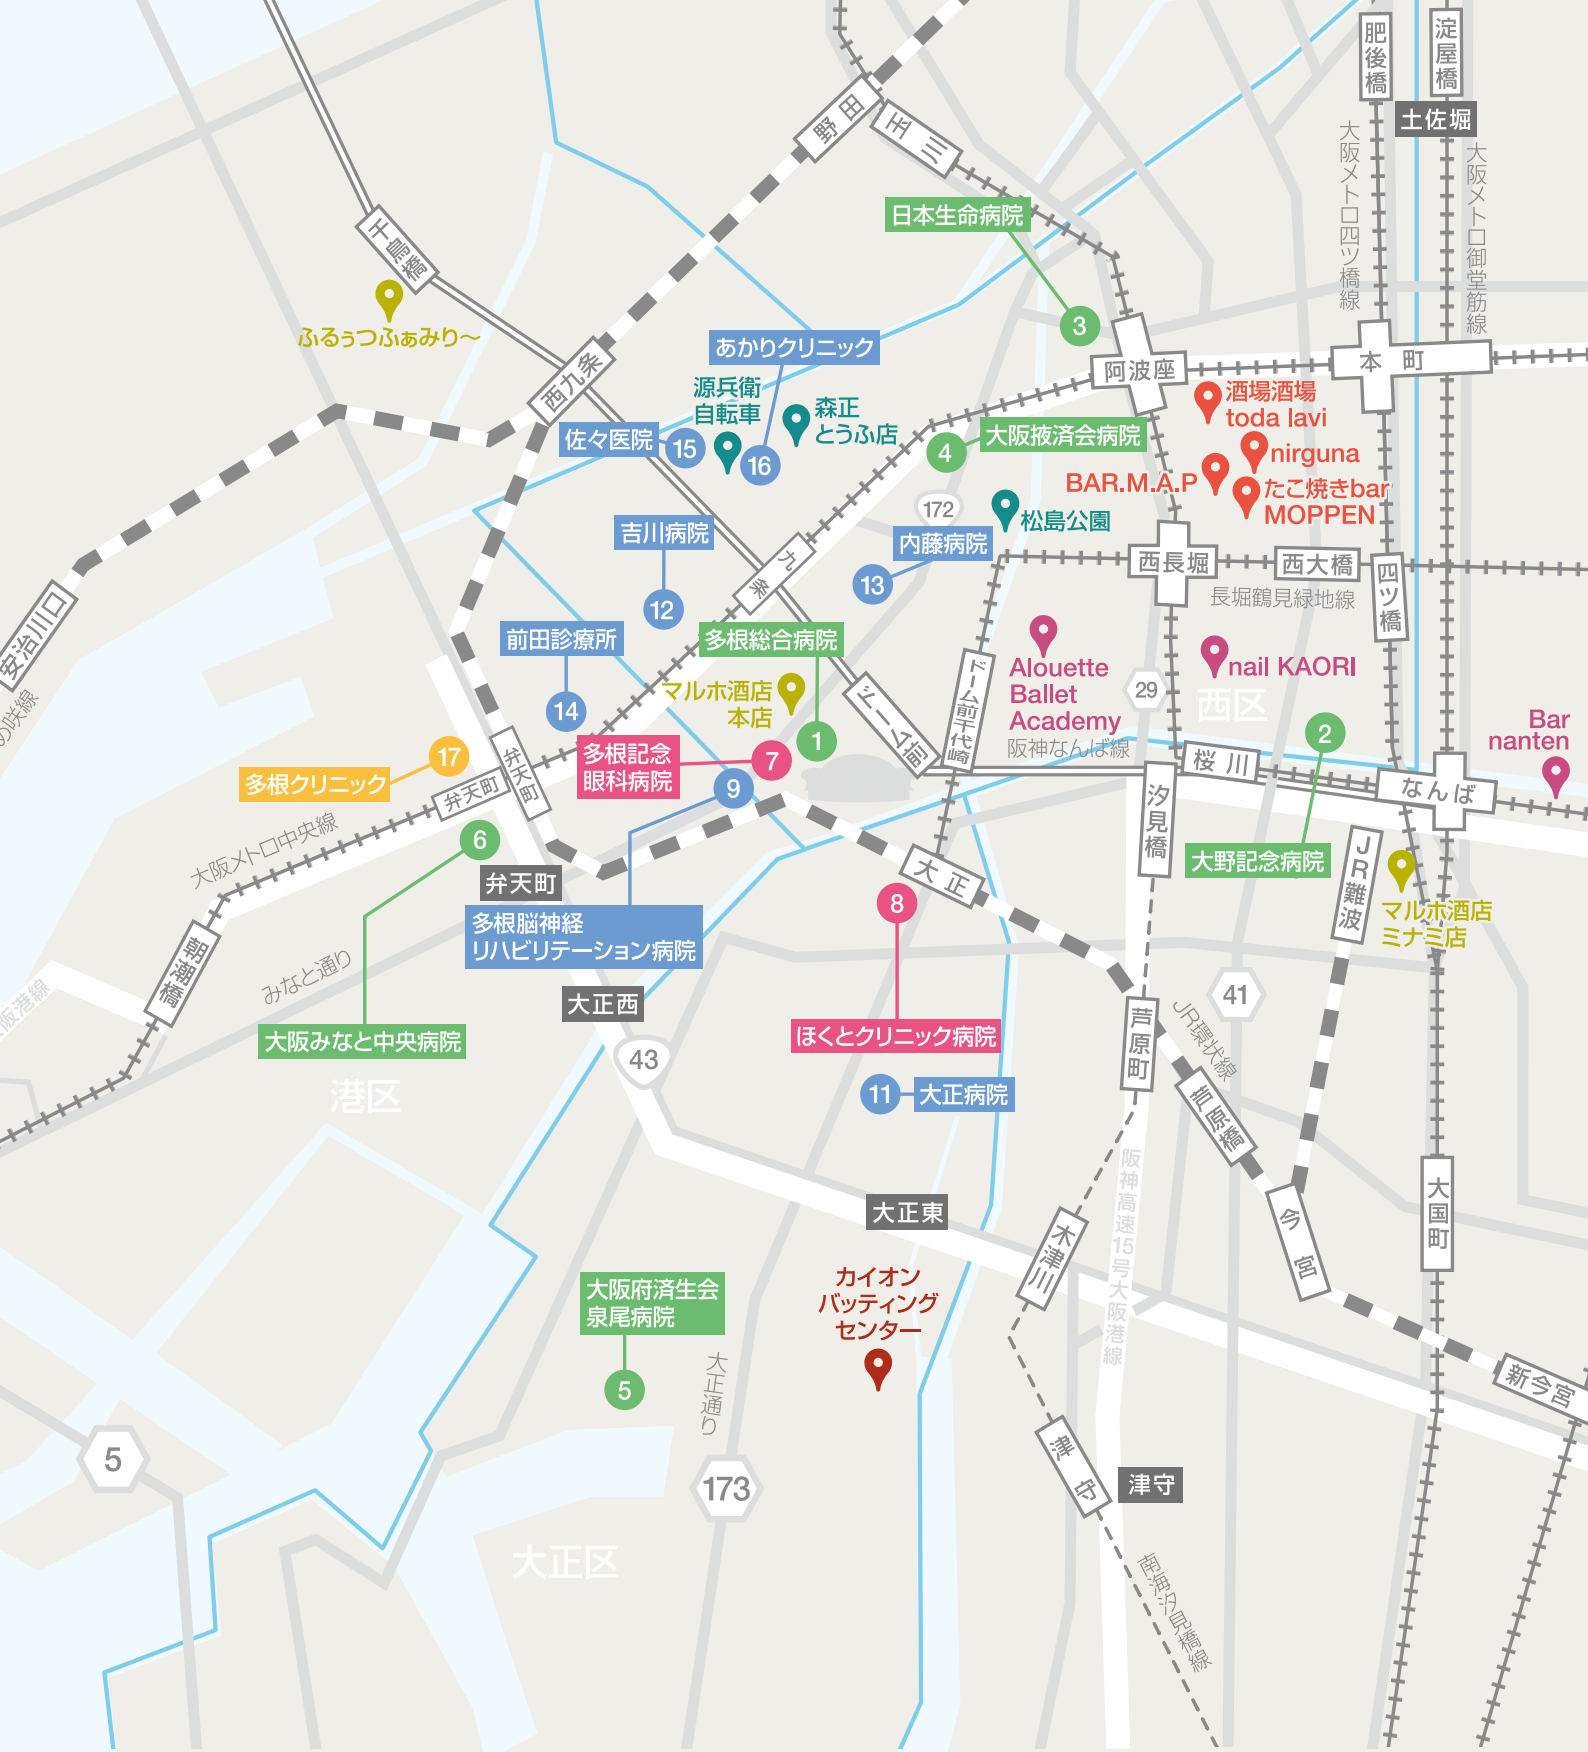 肥後橋
淀屋橋
土佐堀
野田
玉川
大阪メトロ四ツ橋線
大阪メトロ御堂筋線
日本生命病院
3
千鳥橋
ふるぅつふぁみり〜
西九条
あかりクリニック
源兵衛
自転車
森正
とうふ店
佐々医院
15
16
阿波座
本町
酒場酒場
toda lavi
大阪掖済会病院
4
nirguna
BAR.M.A.P
たこ焼きbar
MOPPEN
172
松島公園
吉川病院
12
内藤病院
13
九条
西長堀
西大橋
四ツ橋
長堀鶴見緑地線
安治川口
前田診療所
14
多根総合病院
1
マルホ酒店
本店
ドーム前
ドーム前千代崎
Alouette
Ballet
Academy
29
nail KAORI
西区
阪神なんば線
桜川
2
Bar
nanten
なんば
17
多根クリニック
弁天町
弁天町
多根記念
眼科病院
7
9
汐見橋
大阪メトロ中央線
6
弁天町
大正
大野記念病院
JR難波
マルホ酒店
ミナミ店
8
多根脳神経
リハビリテーション病院
朝潮橋
みなと通り
大正西
大阪みなと中央病院
43
ほくとクリニック病院
11
大正病院
港区
芦原町
41
JR環状線
芦原橋
阪神高速15号大阪港線
大国町
大正東
木津川
今宮
大阪府済生会
泉尾病院
5
カイオン
バッティング
センター
大正通り
新今宮
5
173
津守
津守
大正区
南海汐見橋線